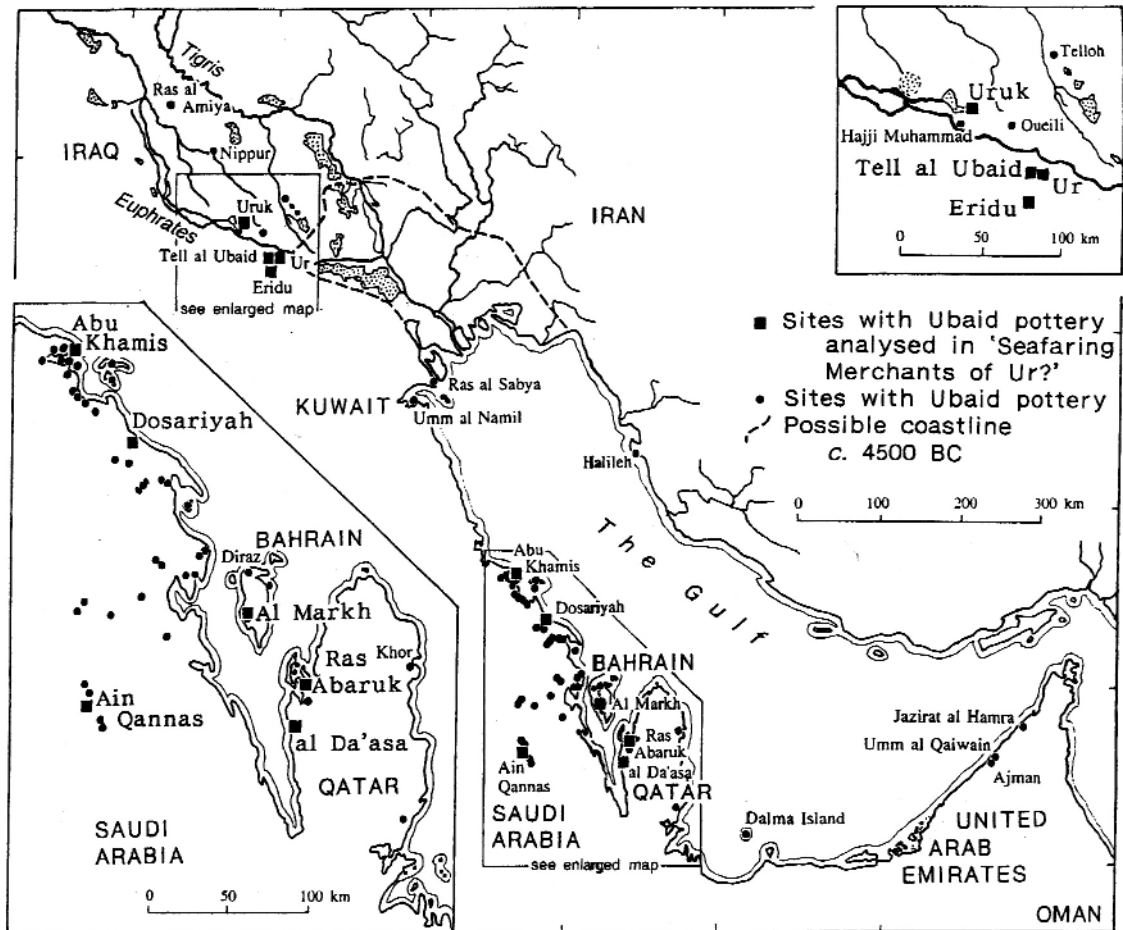 Tigris
Ras al
Amiya
IRAQ
Nippur
Euphrates
Uruk
Tell al Ubaid
Ur
Eridu
see enlarged map
IRAN
Telloh
Uruk
Hajji Muhammad
Oueili
Tell al Ubaid
Ur
Eridu
0 50 100 km
■ Sites with Ubaid pottery
analysed in 'Seafaring
Merchants of Ur?'
• Sites with Ubaid pottery
Possible coastline
c. 4500 BC
0 100 200 300 km
KUWAIT
Ras al Sabya
Umm al Namil
Halileh
The Gulf
Abu
Khamis
Dosariyah
BAHRAIN
Al Markh
Ras
Abaruk
al Da'asa
Ain
Qannas
QATAR
SAUDI
ARABIA
see enlarged map
Dalma Island
Jazirat al Hamra
Umm al Qaiwain
Ajman
UNITED
ARAB
EMIRATES
OMAN
Abu
Khamis
Dosariyah
BAHRAIN
Diraz
Al Markh
Ras
Abaruk
Khor
Ain
Qannas
al Da'asa
QATAR
SAUDI
ARABIA
0 50 100 km